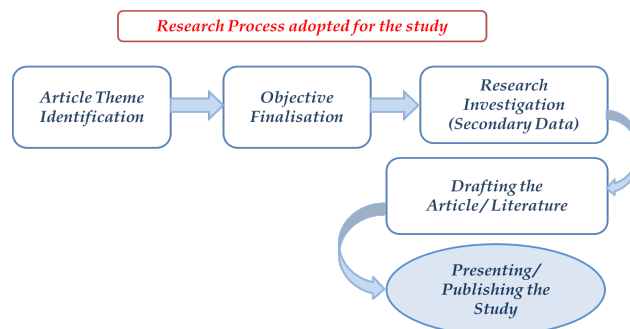 Research Process adopted for the study
Article Theme
Identification
Objective
Finalisation
Research
Investigation
(Secondary Data)
Drafting the
Article / Literature
Presenting/
Publishing the
Study